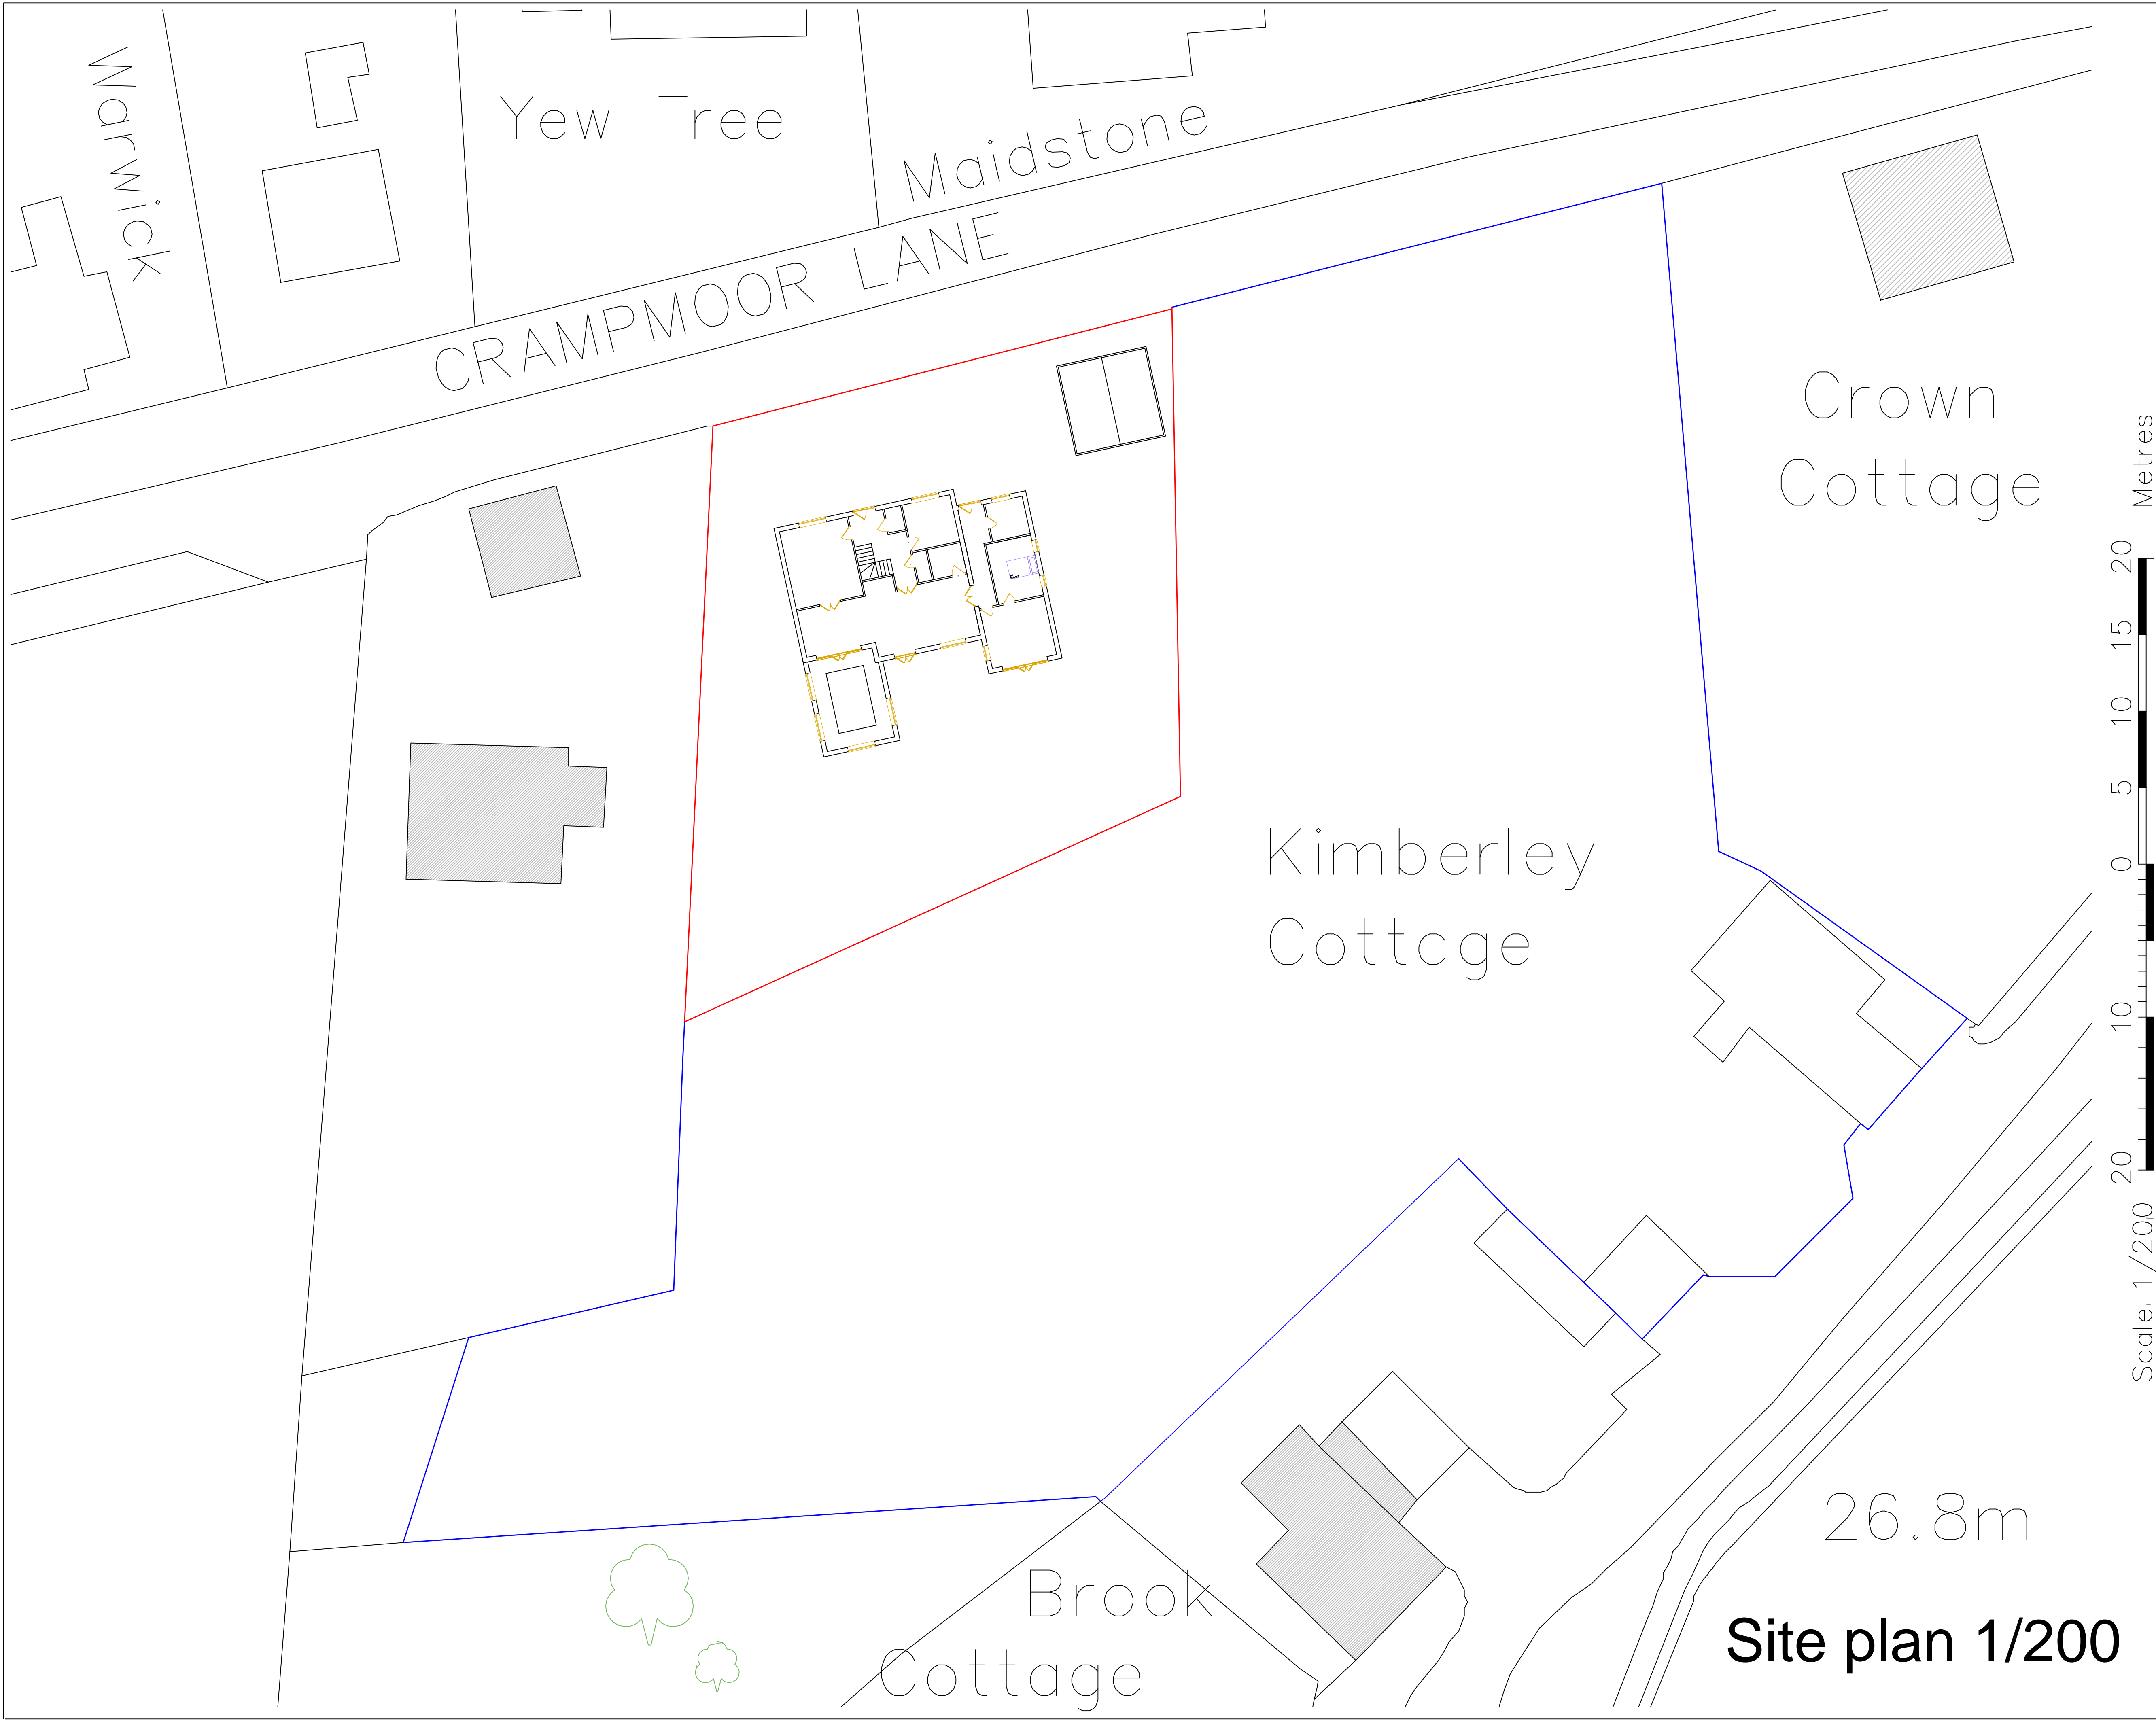 Warwick
Yew Tree
Maidstone
CRAMPMOOR LANE
Crown
Cottage
Kimberley
Cottage
Brook
Cottage
26.8m
Site plan 1/200
Metres
20
15
10
5
0
10
20
Scale. 1/200